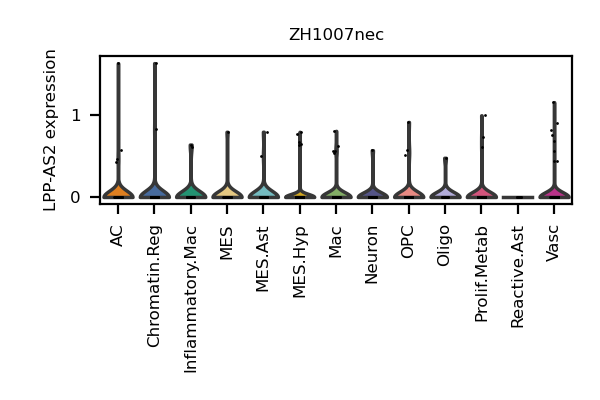 ZH1007nec
LPP-AS2 expression
1
0
AC
Chromatin.Reg
Inflammatory.Mac
MES
MES.Ast
MES.Hyp
Mac
Neuron
OPC
Oligo
Prolif.Metab
Reactive.Ast
Vasc